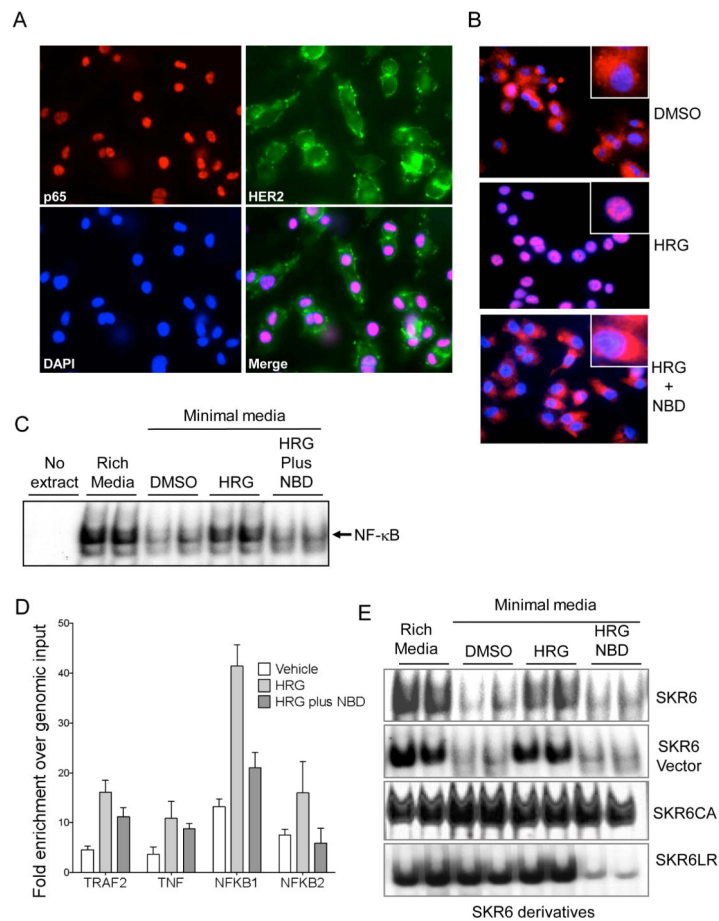 A
p65
HER2
DAPI
Merge
B
DMSO
HRG
HRG
+
NBD
C
Minimal media
No
extract
Rich
Media
DMSO
HRG
HRG
Plus
NBD
NF-κB
D
Fold enrichment over genomic input
50
40
30
20
10
0
Vehicle
HRG
HRG plus NBD
TRAF2
TNF
NFKB1
NFKB2
E
Minimal media
Rich
Media
DMSO
HRG
HRG
NBD
SKR6
SKR6
Vector
SKR6CA
SKR6LR
SKR6 derivatives